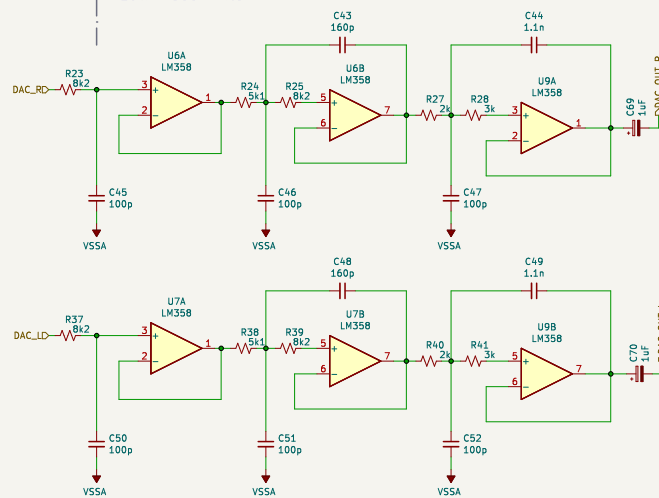 C43
160p
C44
1.1n
U6A
LM358
U6B
LM358
U9A
LM358
R23
8k2
DAC_R
3
+
2
-
1
R24
5k1
R25
8k2
5
+
6
-
7
R27
2k
R28
3k
3
+
2
-
1
C69
1uF
+
C45
100p
C46
100p
C47
100p
VSSA
VSSA
VSSA
C48
160p
C49
1.1n
U7A
LM358
U7B
LM358
U9B
LM358
R37
8k2
DAC_L
3
+
2
-
1
R38
5k1
R39
8k2
5
+
6
-
7
R40
2k
R41
3k
5
+
6
-
7
C70
1uF
+
C50
100p
C51
100p
C52
100p
VSSA
VSSA
VSSA